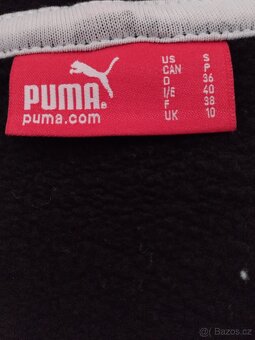 PUMA
puma.com
US S
CAN P
D 36
I/E 40
F 38
UK 10
Bazos.cz